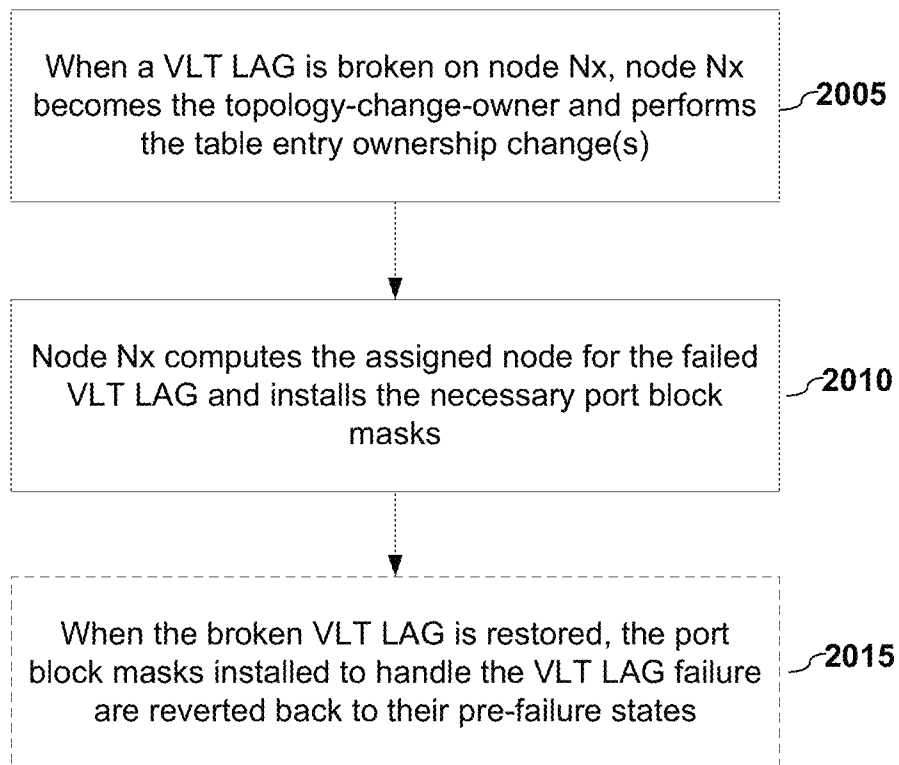 When a VLT LAG is broken on node Nx, node Nx
becomes the topology-change-owner and performs
the table entry ownership change(s)
2005
Node Nx computes the assigned node for the failed
VLT LAG and installs the necessary port block
masks
2010
When the broken VLT LAG is restored, the port
block masks installed to handle the VLT LAG failure
are reverted back to their pre-failure states
2015